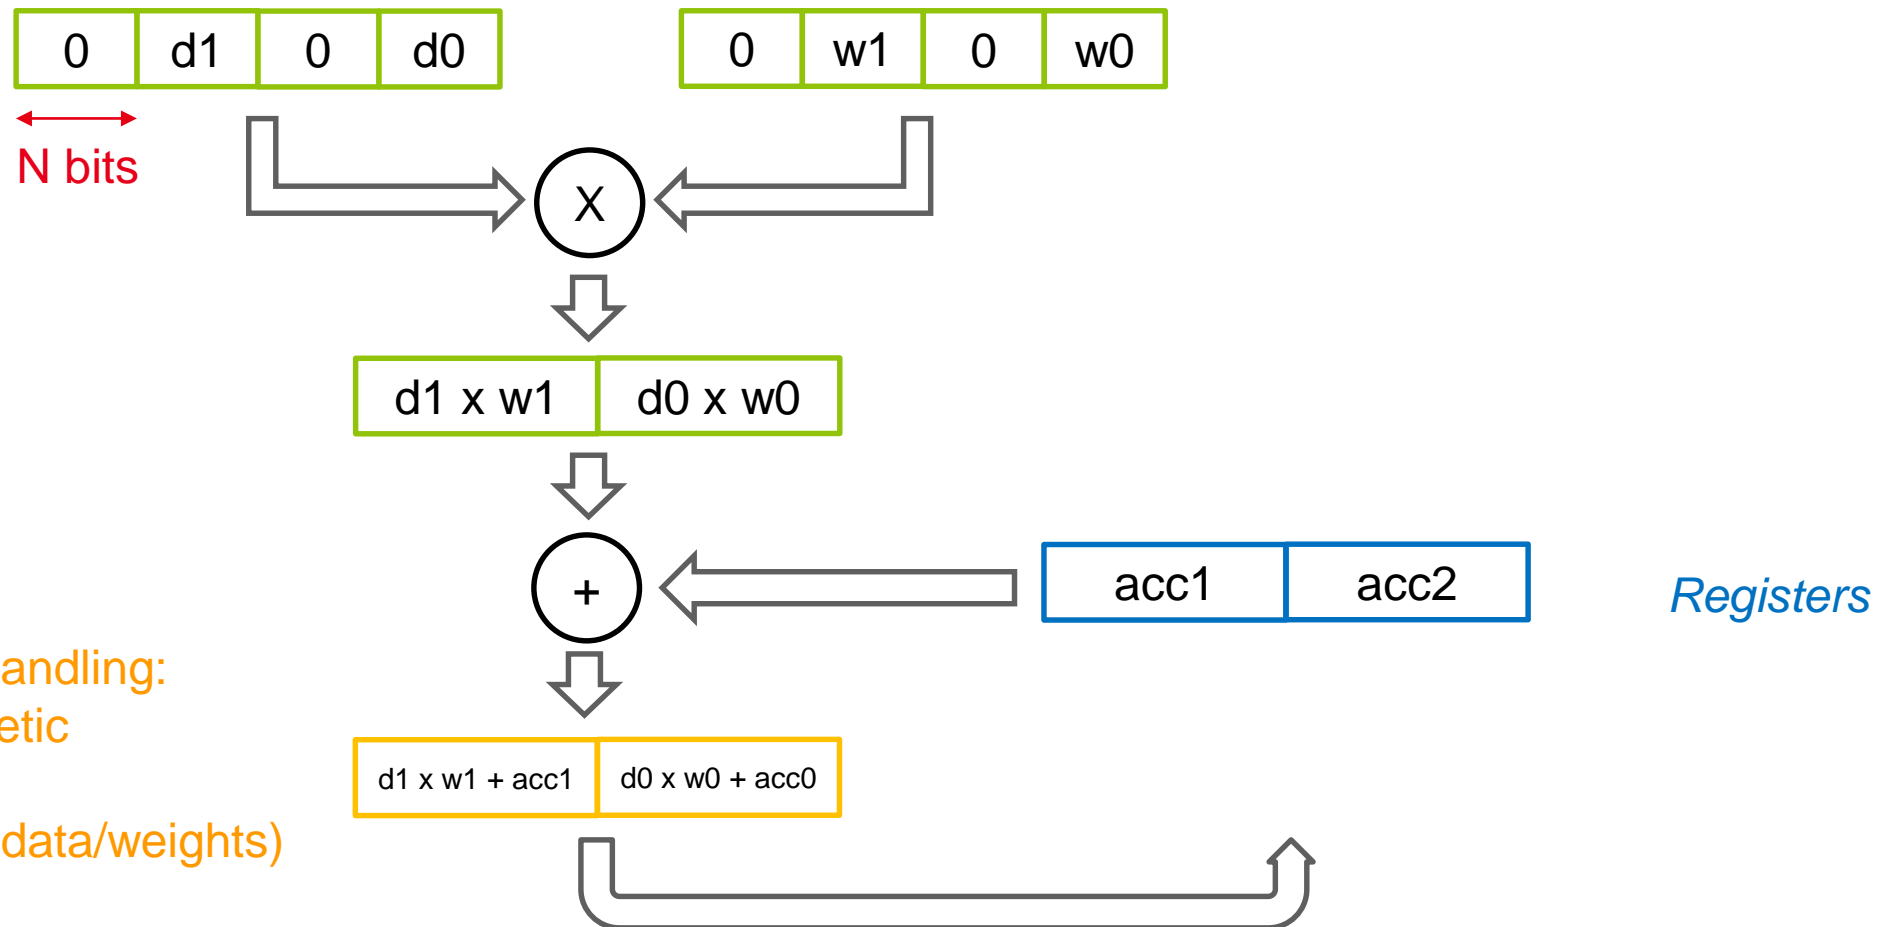 0 d1 0 d0
0 w1 0 w0
N bits
X
d1 x w1 d0 x w0
+
acc1 acc2
Registers
andling:
etic
d1 x w1 + acc1 d0 x w0 + acc0
data/weights)